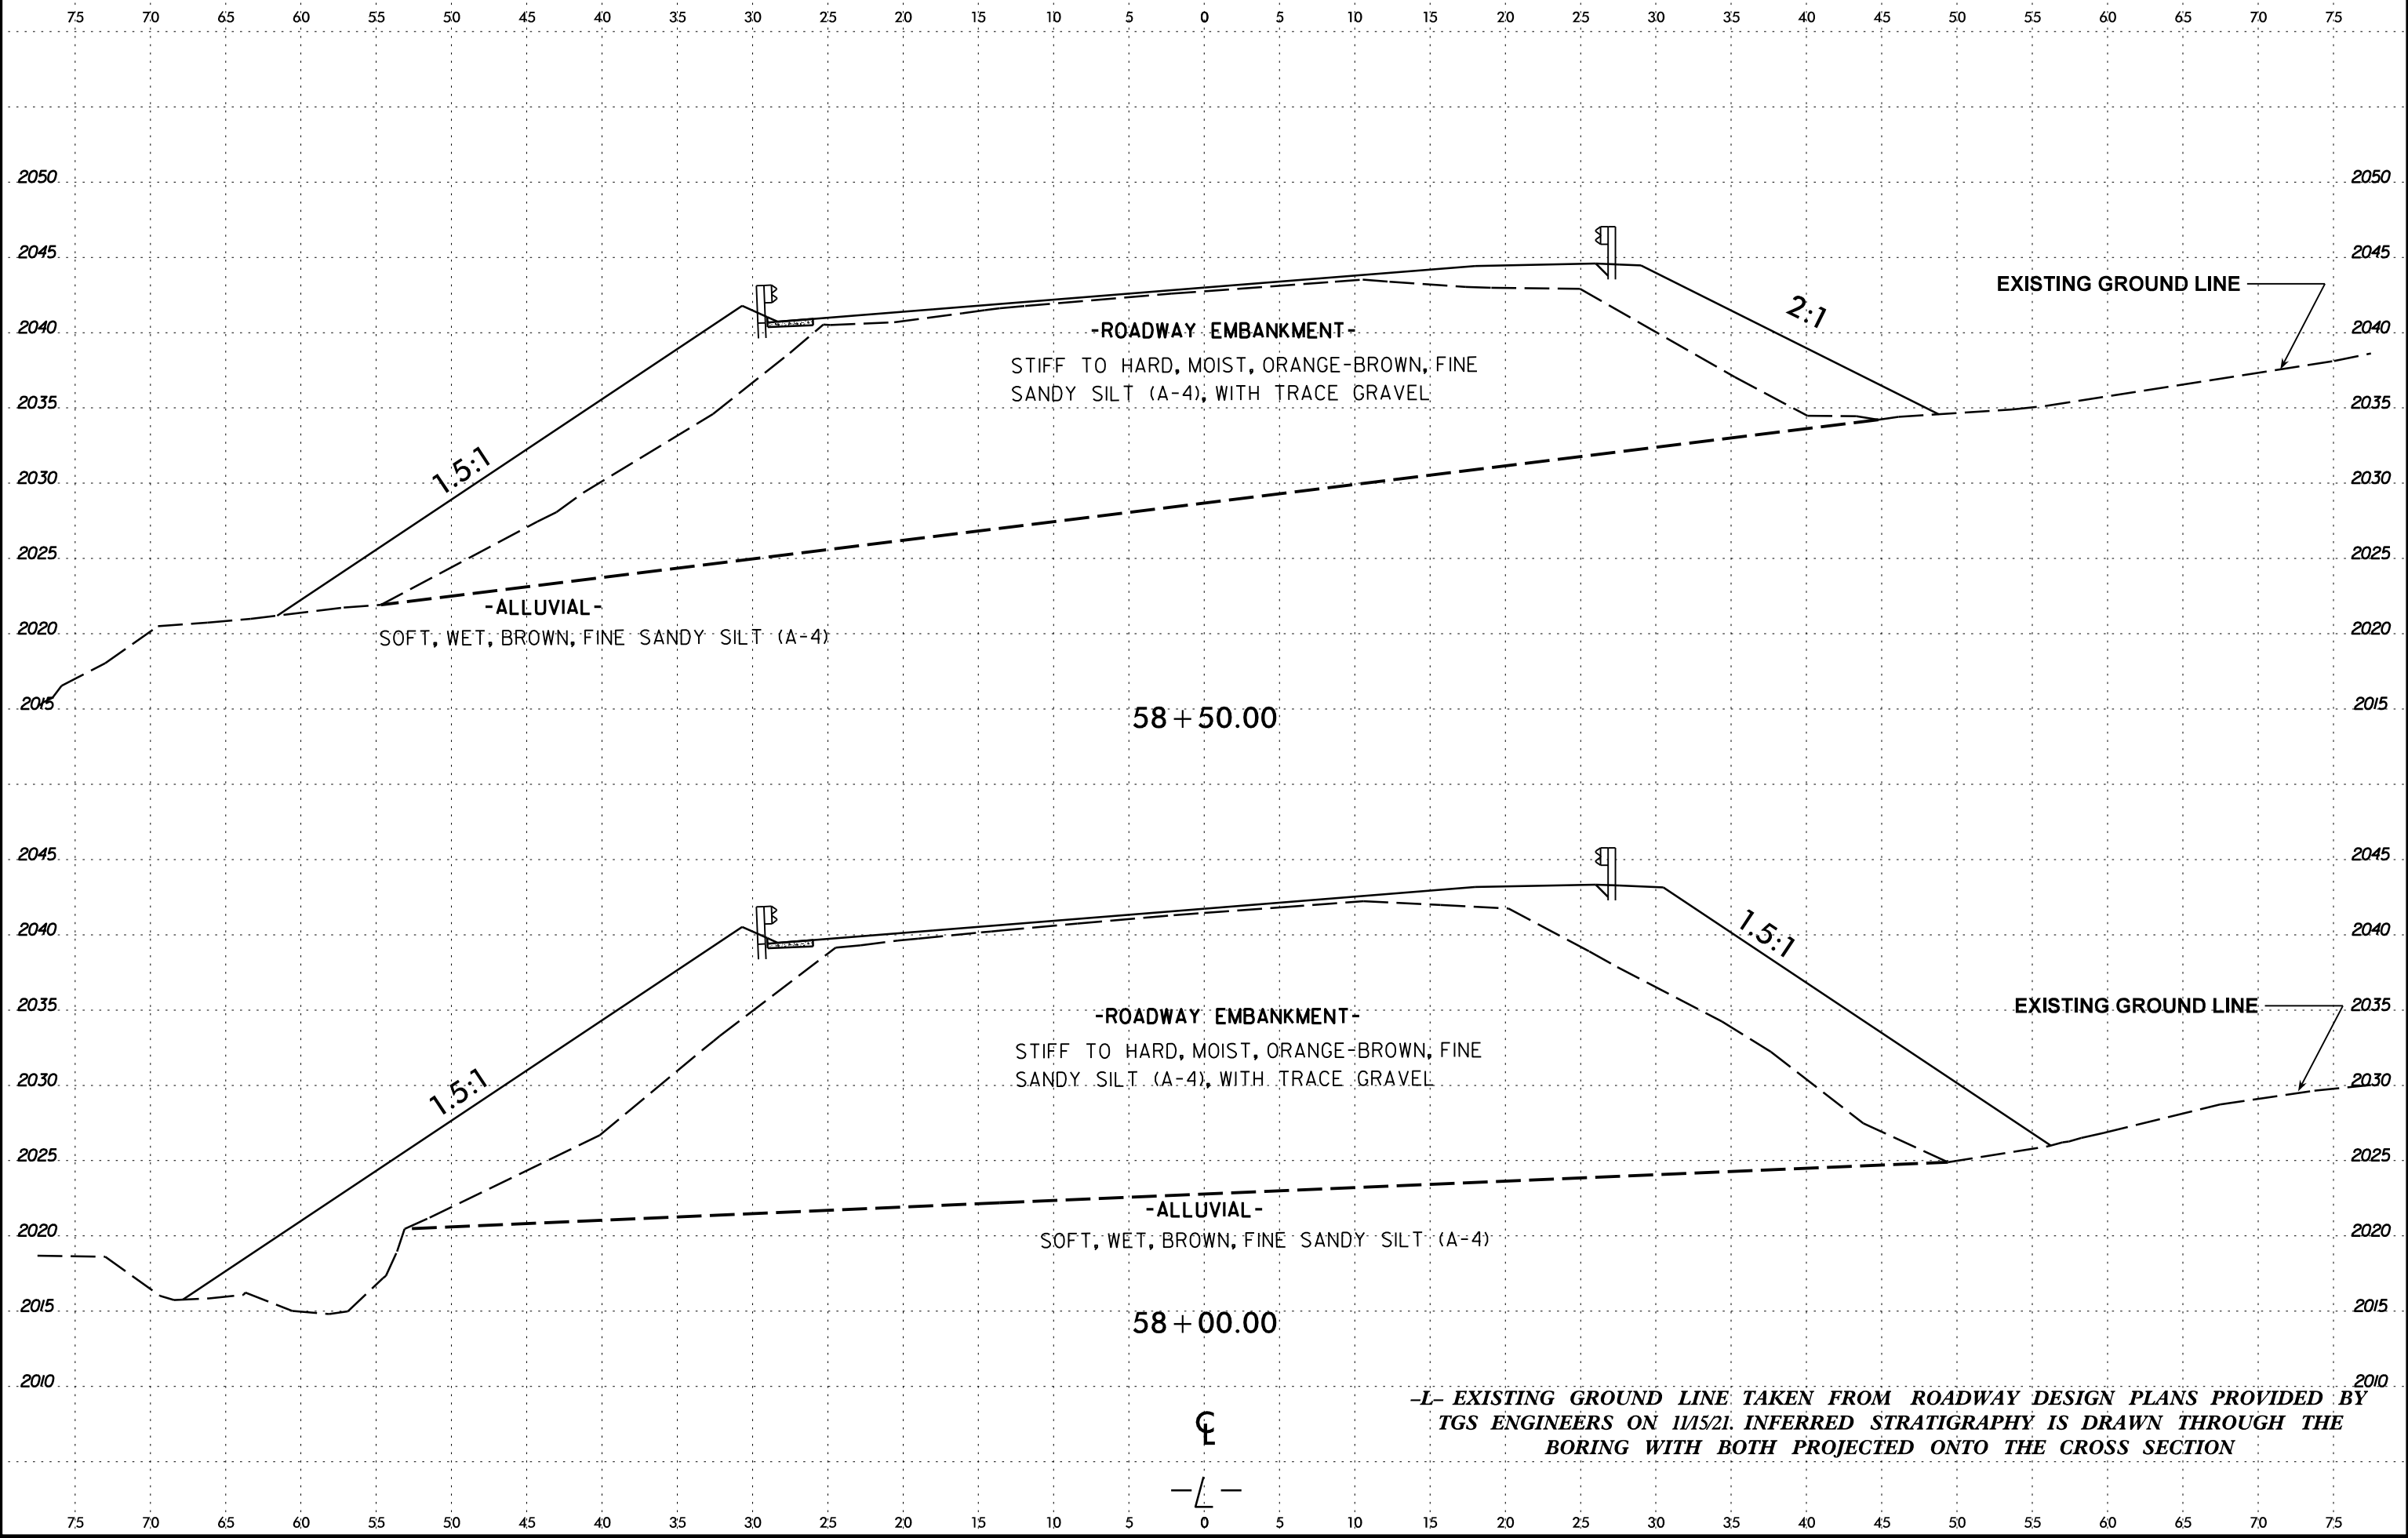 75 70 65 60 55 50 45 40 35 30 25 20 15 10 5 0 5 10 15 20 25 30 35 40 45 50 55 60 65 70 75
2050 2050
2045 2045
EXISTING GROUND LINE
2:1
2040 2040
-ROADWAY EMBANKMENT-
STIFF TO HARD, MOIST, ORANGE-BROWN, FINE
SANDY SILT (A-4), WITH TRACE GRAVEL
2035 2035
1.5:1
2030 2030
2025 2025
-ALLUVIAL-
2020 2020
SOFT, WET, BROWN, FINE SANDY SILT (A-4)
2015 2015
58+50.00
2045 2045
2040 2040
1.5:1
2035 2035
EXISTING GROUND LINE
-ROADWAY EMBANKMENT-
STIFF TO HARD, MOIST, ORANGE-BROWN, FINE
SANDY SILT (A-4), WITH TRACE GRAVEL
2030 2030
1.5:1
2025 2025
-ALLUVIAL-
2020 2020
SOFT, WET, BROWN, FINE SANDY SILT (A-4)
2015 2015
58+00.00
2010 2010
-L- EXISTING GROUND LINE TAKEN FROM ROADWAY DESIGN PLANS PROVIDED BY
TGS ENGINEERS ON 11/15/21. INFERRED STRATIGRAPHY IS DRAWN THROUGH THE
BORING WITH BOTH PROJECTED ONTO THE CROSS SECTION
℄
-L-
75 70 65 60 55 50 45 40 35 30 25 20 15 10 5 0 5 10 15 20 25 30 35 40 45 50 55 60 65 70 75